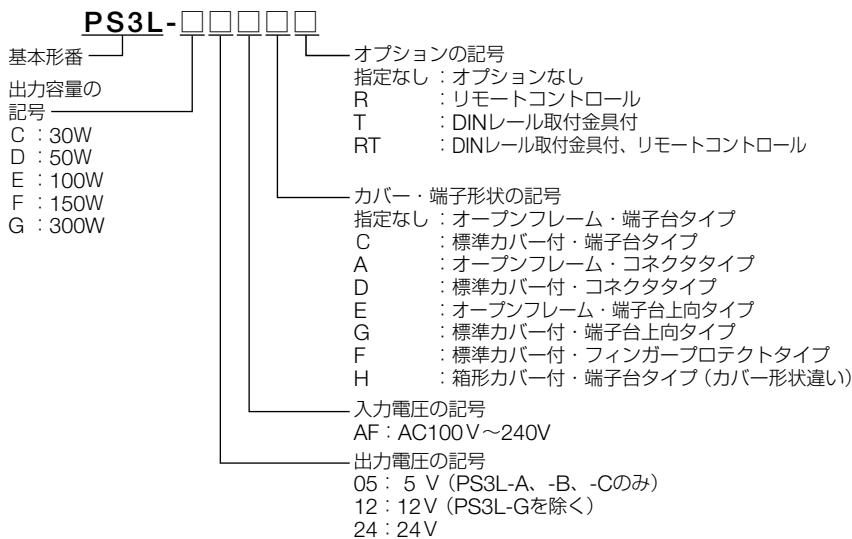 PS3L-□□□□□
基本形番
出力容量の
記号
C：30W
D：50W
E：100W
F：150W
G：300W
オプションの記号
指定なし：オプションなし
R：リモートコントロール
T：DINレール取付金具付
RT：DINレール取付金具付、リモートコントロール
カバー・端子形状の記号
指定なし：オープンフレーム・端子台タイプ
C：標準カバー付・端子台タイプ
A：オープンフレーム・コネクタタイプ
D：標準カバー付・コネクタタイプ
E：オープンフレーム・端子台上向タイプ
G：標準カバー付・端子台上向タイプ
F：標準カバー付・フィンガープロテクトタイプ
H：箱形カバー付・端子台タイプ（カバー形状違い）
入力電圧の記号
AF：AC100V～240V
出力電圧の記号
05： 5 V（PS3L-A、-B、-Cのみ）
12：12V（PS3L-Gを除く）
24：24V